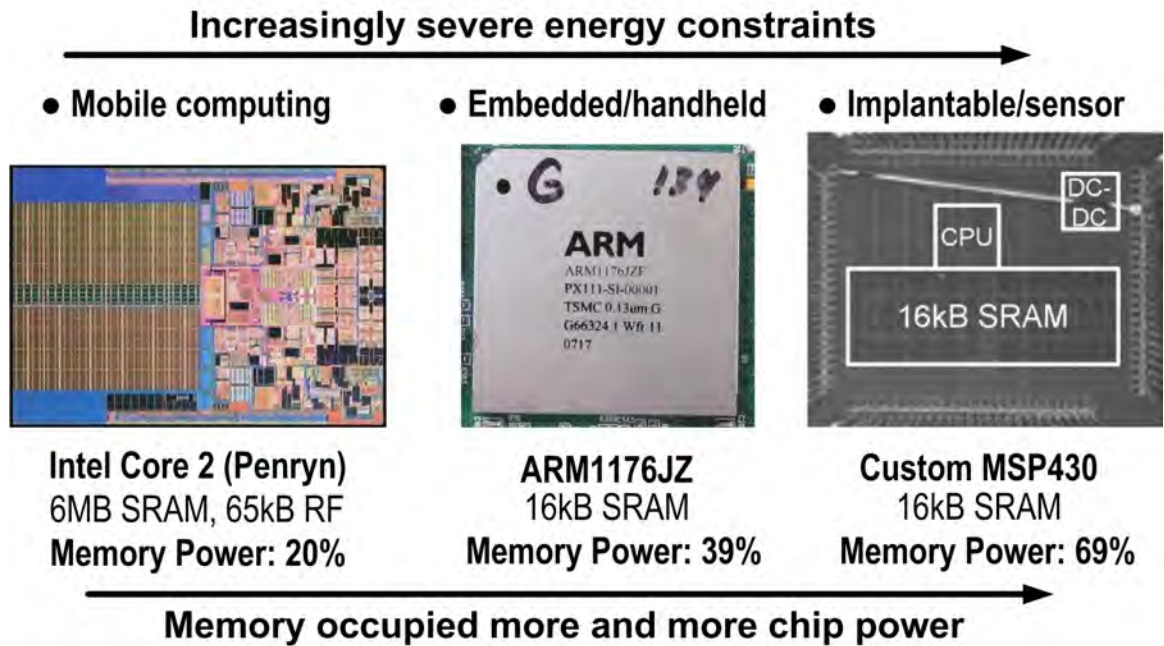 Increasingly severe energy constraints
● Mobile computing
● Embedded/handheld
● Implantable/sensor
G 134
ARM
ARM1176JZF
PX111-SI-00001
TSMC 0.13um G
G66324.1 Wfr 11
0717
DC-
DC
CPU
16kB SRAM
Intel Core 2 (Penryn)
6MB SRAM, 65kB RF
Memory Power: 20%
ARM1176JZ
16kB SRAM
Memory Power: 39%
Custom MSP430
16kB SRAM
Memory Power: 69%
Memory occupied more and more chip power